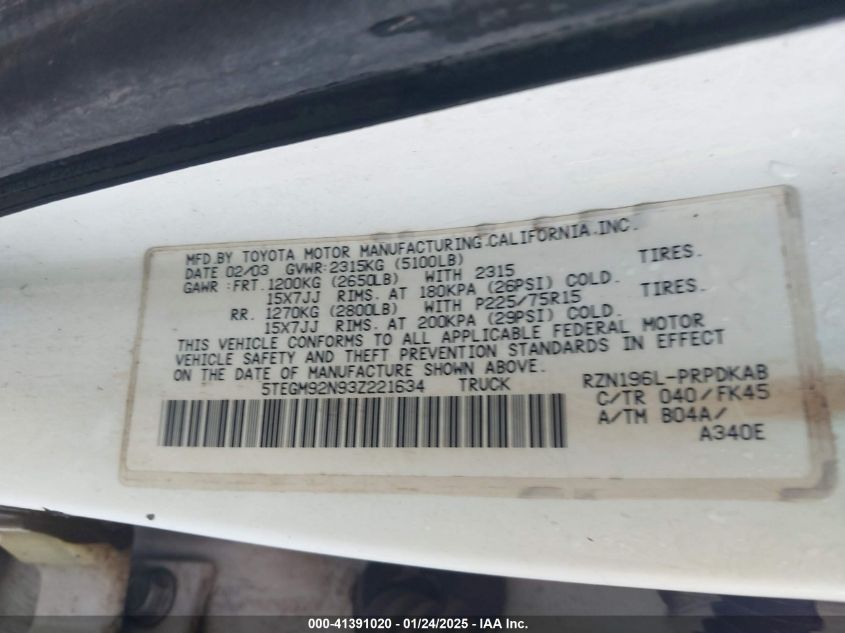 MFD.BY TOYOTA MOTOR MANUFACTURING.CALIFORNIA.INC.
DATE 02/03 GVWR:2315KG (5100LB)
GAWR:FRT.1200KG (2650LB) WITH 2315 TIRES.
15X7JJ RIMS. AT 180KPA (26PSI) COLD.
RR. 1270KG (2800LB) WITH P225/75R15 TIRES.
15X7JJ RIMS. AT 200KPA (29PSI) COLD.
THIS VEHICLE CONFORMS TO ALL APPLICABLE FEDERAL MOTOR
VEHICLE SAFETY AND THEFT PREVENTION STANDARDS IN EFFECT
ON THE DATE OF MANUFACTURE SHOWN ABOVE.
5TEGM92N93Z221634 TRUCK RZN196L-PRPDKAB
C/TR 040/FK45
A/TM B04A/
A340E
000-41391020 / 01/24/2025 - IAA Inc.